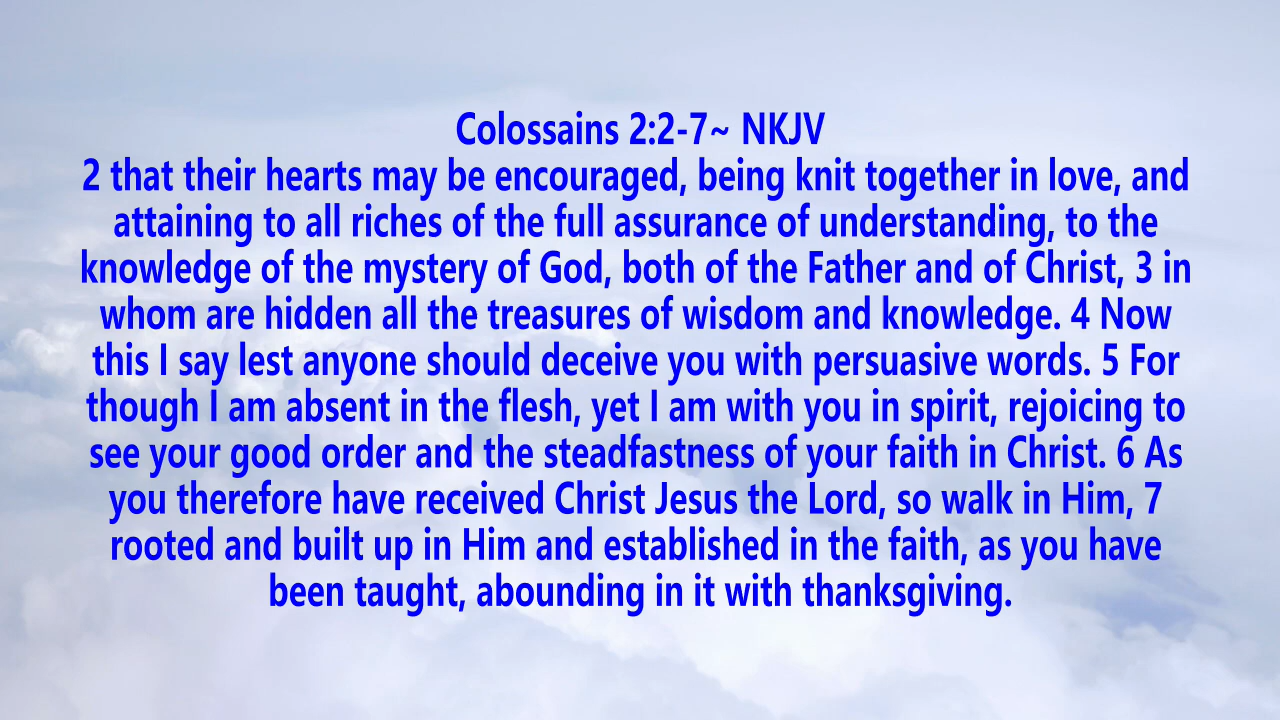 Colossains 2:2-7~ NKJV
2 that their hearts may be encouraged, being knit together in love, and
attaining to all riches of the full assurance of understanding, to the
knowledge of the mystery of God, both of the Father and of Christ, 3 in
whom are hidden all the treasures of wisdom and knowledge. 4 Now
this I say lest anyone should deceive you with persuasive words. 5 For
though I am absent in the flesh, yet I am with you in spirit, rejoicing to
see your good order and the steadfastness of your faith in Christ. 6 As
you therefore have received Christ Jesus the Lord, so walk in Him, 7
rooted and built up in Him and established in the faith, as you have
been taught, abounding in it with thanksgiving.